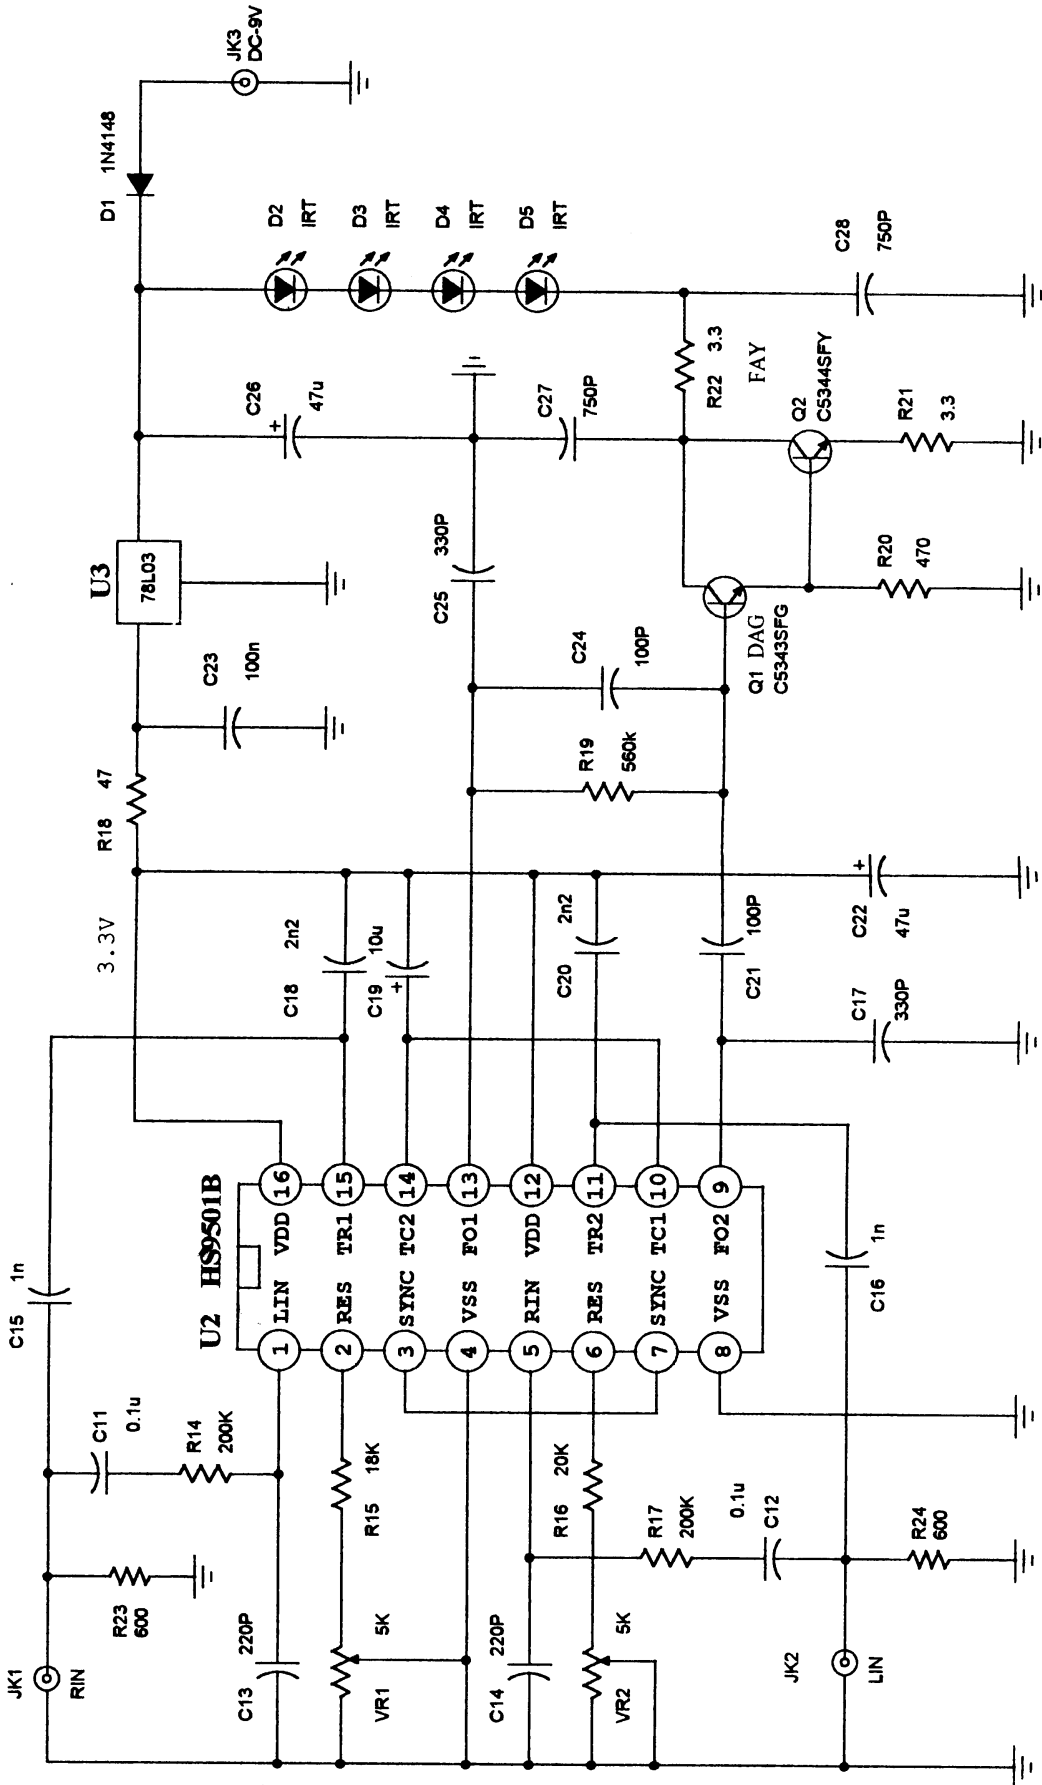 JK3
DC-9V
D1
1N4148
D2
IRT
D3
IRT
D4
IRT
D5
IRT
C28
750P
C26
47u
+
C27
750P
R22
3.3
FAY
Q2
C5344SFY
R21
3.3
U3
78L03
C25
330P
R20
470
C23
100n
C24
100P
Q1 DAG
C5343SFG
R19
560k
R18
47
3.3V
C18
2n2
C19
10u
+
C20
2n2
C21
100P
C22
47u
+
C17
330P
C15
1n
U2 HS9501B
16
15
14
13
12
11
10
9
LIN VDD
RES TR1
SYNC TC2
VSS FO1
RIN VDD
RES TR2
SYNC TC1
VSS FO2
1
2
3
4
5
6
7
8
C16
1n
C11
0.1u
R14
200K
R15
18K
R16
20K
R17
200K
C12
0.1u
R24
600
R23
600
JK1
RIN
C13
220P
VR1
5K
C14
220P
VR2
5K
JK2
LIN